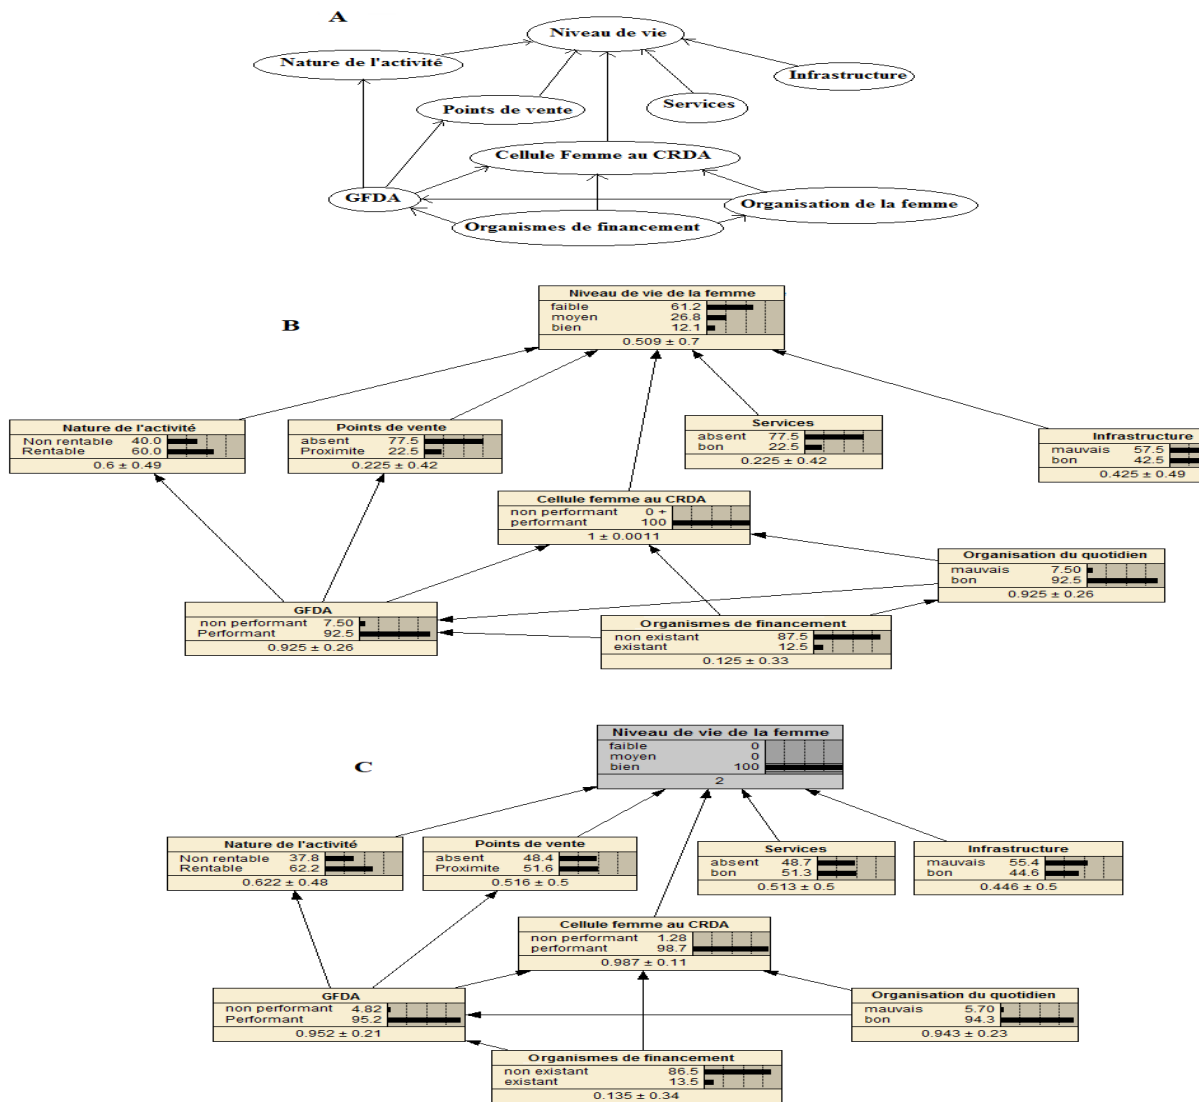 A
Niveau de vie
Nature de l'activité
Infrastructure
Points de vente
Services
Cellule Femme au CRDA
GFDA
Organisation de la femme
Organismes de financement
B
Niveau de vie de la femme
faible 61.2
moyen 26.8
bien 12.1
0.509 ± 0.7
Nature de l'activité
Non rentable 40.0
Rentable 60.0
0.6 ± 0.49
Points de vente
absent 77.5
Proximite 22.5
0.225 ± 0.42
Services
absent 77.5
bon 22.5
0.225 ± 0.42
Infrastructure
mauvais 57.5
bon 42.5
0.425 ± 0.49
Cellule femme au CRDA
non performant 0 +
performant 100
1 ± 0.0011
Organisation du quotidien
mauvais 7.50
bon 92.5
0.925 ± 0.26
GFDA
non performant 7.50
Performant 92.5
0.925 ± 0.26
Organismes de financement
non existant 87.5
existant 12.5
0.125 ± 0.33
C
Niveau de vie de la femme
faible 0
moyen 0
bien 100
2
Nature de l'activité
Non rentable 37.8
Rentable 62.2
0.622 ± 0.48
Points de vente
absent 48.4
Proximite 51.6
0.516 ± 0.5
Services
absent 48.7
bon 51.3
0.513 ± 0.5
Infrastructure
mauvais 55.4
bon 44.6
0.446 ± 0.5
Cellule femme au CRDA
non performant 1.28
performant 98.7
0.987 ± 0.11
GFDA
non performant 4.82
Performant 95.2
0.952 ± 0.21
Organisation du quotidien
mauvais 5.70
bon 94.3
0.943 ± 0.23
Organismes de financement
non existant 86.5
existant 13.5
0.135 ± 0.34